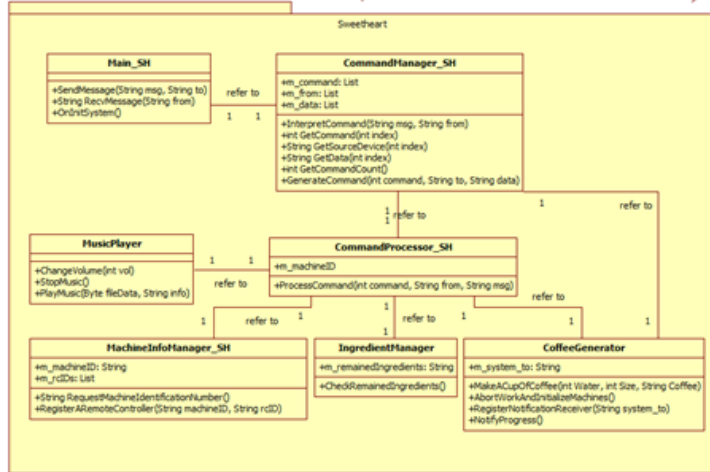 Sweetheart
Main_SH
+SendMessage(String msg, String to)
+String RecvMessage(String from)
+OnInitSystem()
refer to
1 1
CommandManager_SH
+m_command: List
+m_from: List
+m_data: List
+InterpretCommand(String msg, String from)
+int GetCommand(int index)
+String GetSourceDevice(int index)
+String GetData(int index)
+int GetCommandCount()
+GenerateCommand(int command, String to, String data)
1
1
refer to
1
refer to
MusicPlayer
+ChangeVolume(int vol)
+StopMusic()
+PlayMusic(Byte fileData, String info)
1 1
refer to
CommandProcessor_SH
+m_machineID
+ProcessCommand(int command, String from, String msg)
1
refer to
1
1
1
refer to
1
refer to
1
1
MachineInfoManager_SH
+m_machineID: String
+m_rcIDs: List
+String RequestMachineIdentificationNumber()
+RegisterARemoteController(String machineID, String rcID)
IngredientManager
+m_remainedIngredients: String
+CheckRemainedIngredients()
CoffeeGenerator
+m_system_to: String
+MakeACupOfCoffee(int Water, int Size, String Coffee)
+AbortWorkAndInitializeMachines()
+RegisterNotificationReceiver(String system_to)
+NotifyProgress()